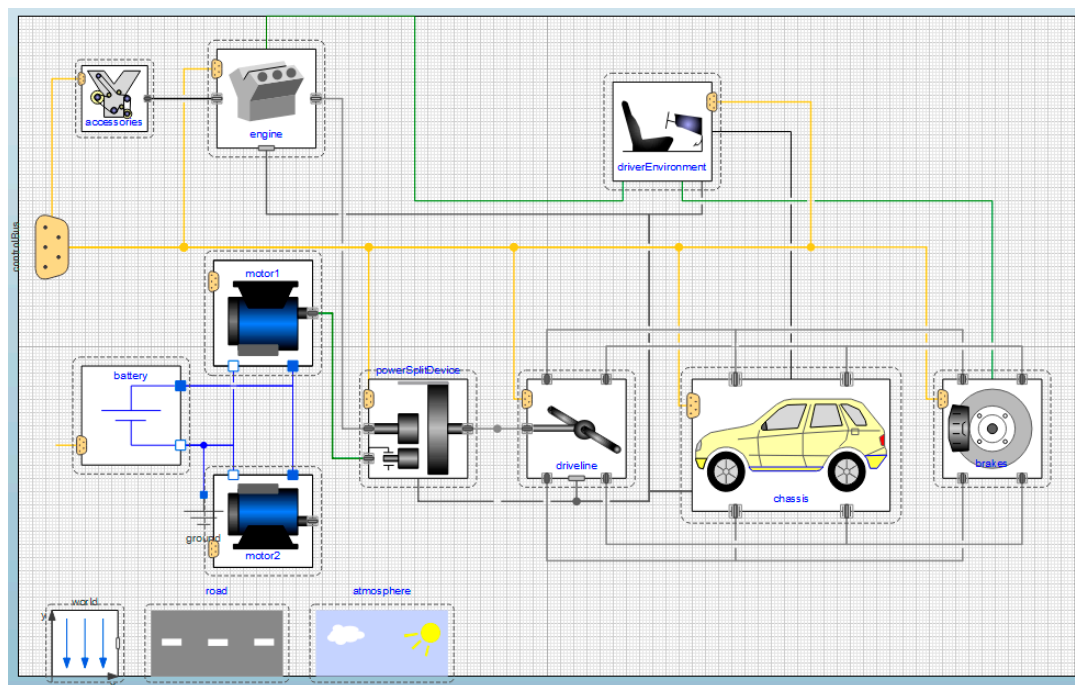 accessories
engine
driverEnvironment
controlBus
motor1
battery
powerSplitDevice
driveline
chassis
brakes
ground
motor2
world
road
atmosphere
y